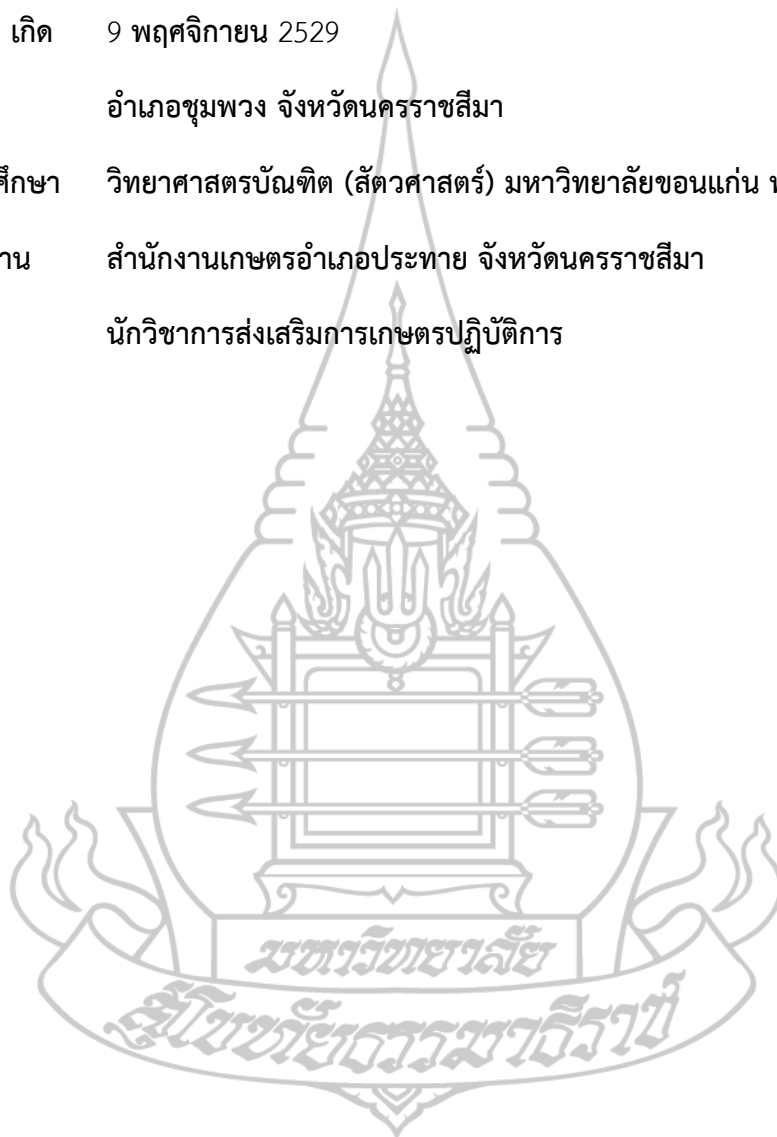 เกิด 9 พฤศจิกายน 2529
อำเภอชุมพวง จังหวัดนครราชสีมา
วิทยาศาสตรบัณฑิต (สัตวศาสตร์) มหาวิทยาลัยขอนแก่น
สำนักงานเกษตรอำเภอประทาย จังหวัดนครราชสีมา
นักวิชาการส่งเสริมการเกษตรปฏิบัติการ
มหาวิทยาลัย
สุโขทัยธรรมาธิราช